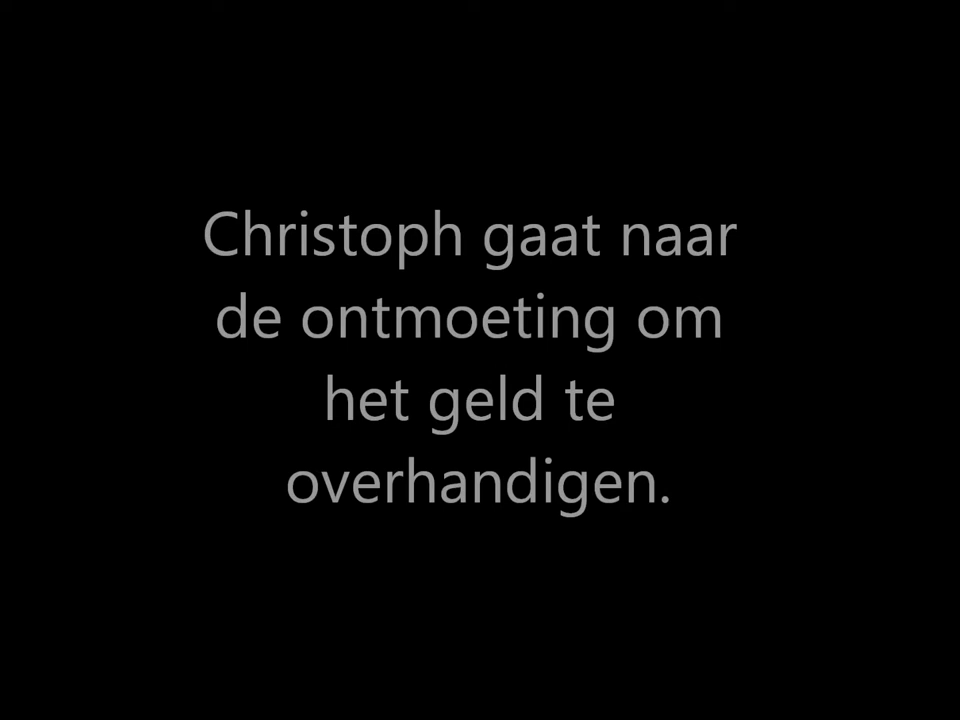 Christoph gaat naar
de ontmoeting om
het geld te
overhandigen.